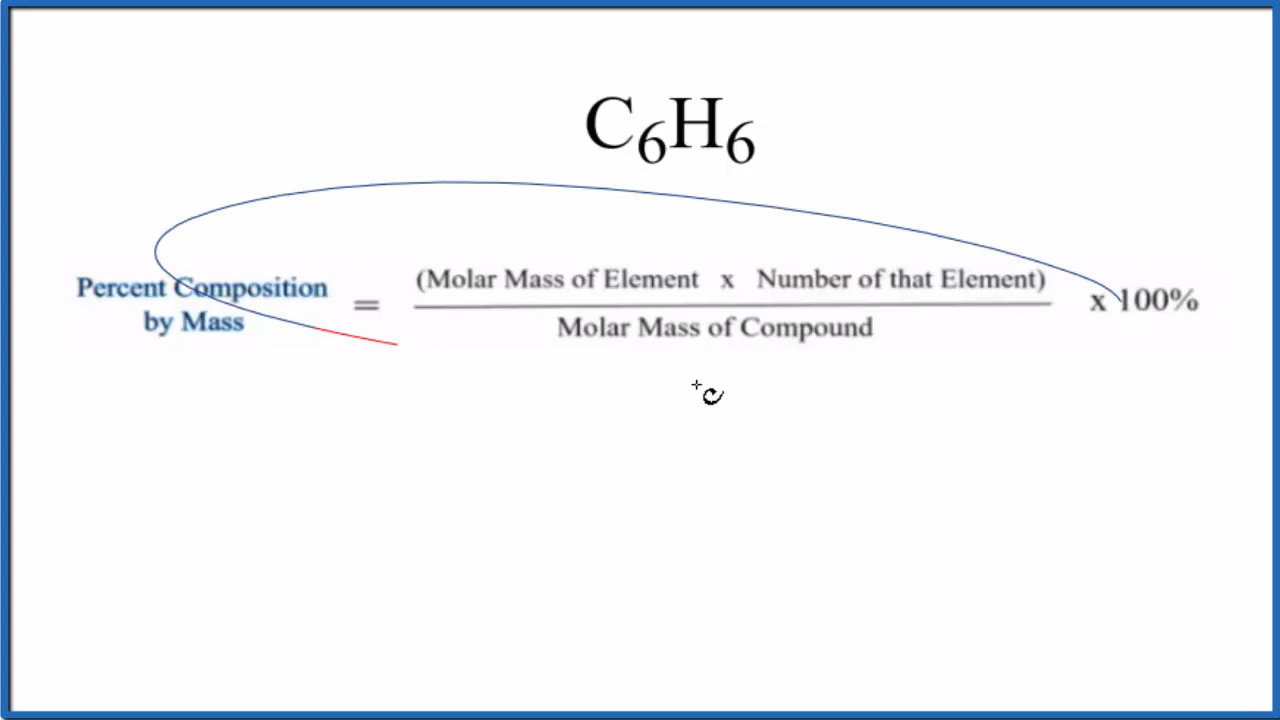 C₆H₆
Percent Composition by Mass = (Molar Mass of Element x Number of that Element) / Molar Mass of Compound x 100%